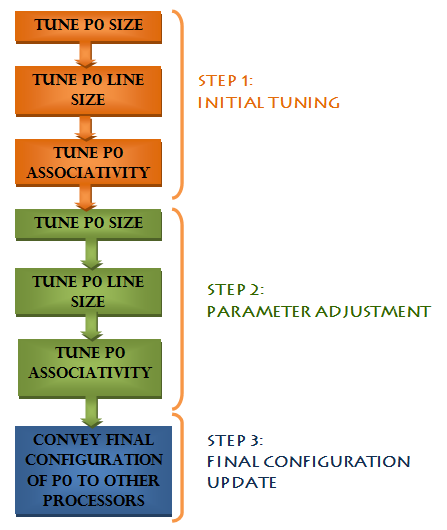 TUNE P0 SIZE
TUNE P0 LINE
SIZE
TUNE P0
ASSOCIATIVITY
STEP 1:
INITIAL TUNING
TUNE P0 SIZE
TUNE P0 LINE
SIZE
TUNE P0
ASSOCIATIVITY
STEP 2:
PARAMETER ADJUSTMENT
CONVEY FINAL
CONFIGURATION
OF P0 TO OTHER
PROCESSORS
STEP 3:
FINAL CONFIGURATION
UPDATE